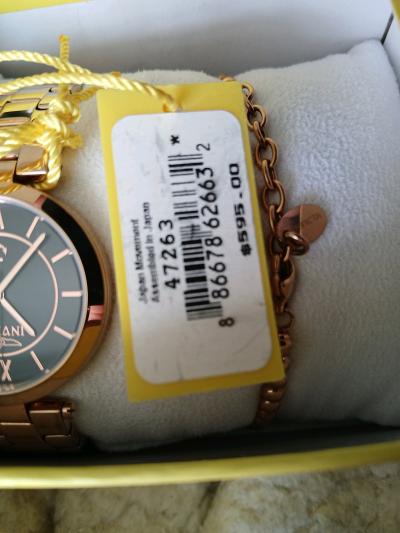 Japan Movement
Assembled in Japan
47263 *
8 86678 62663 2
$595.00